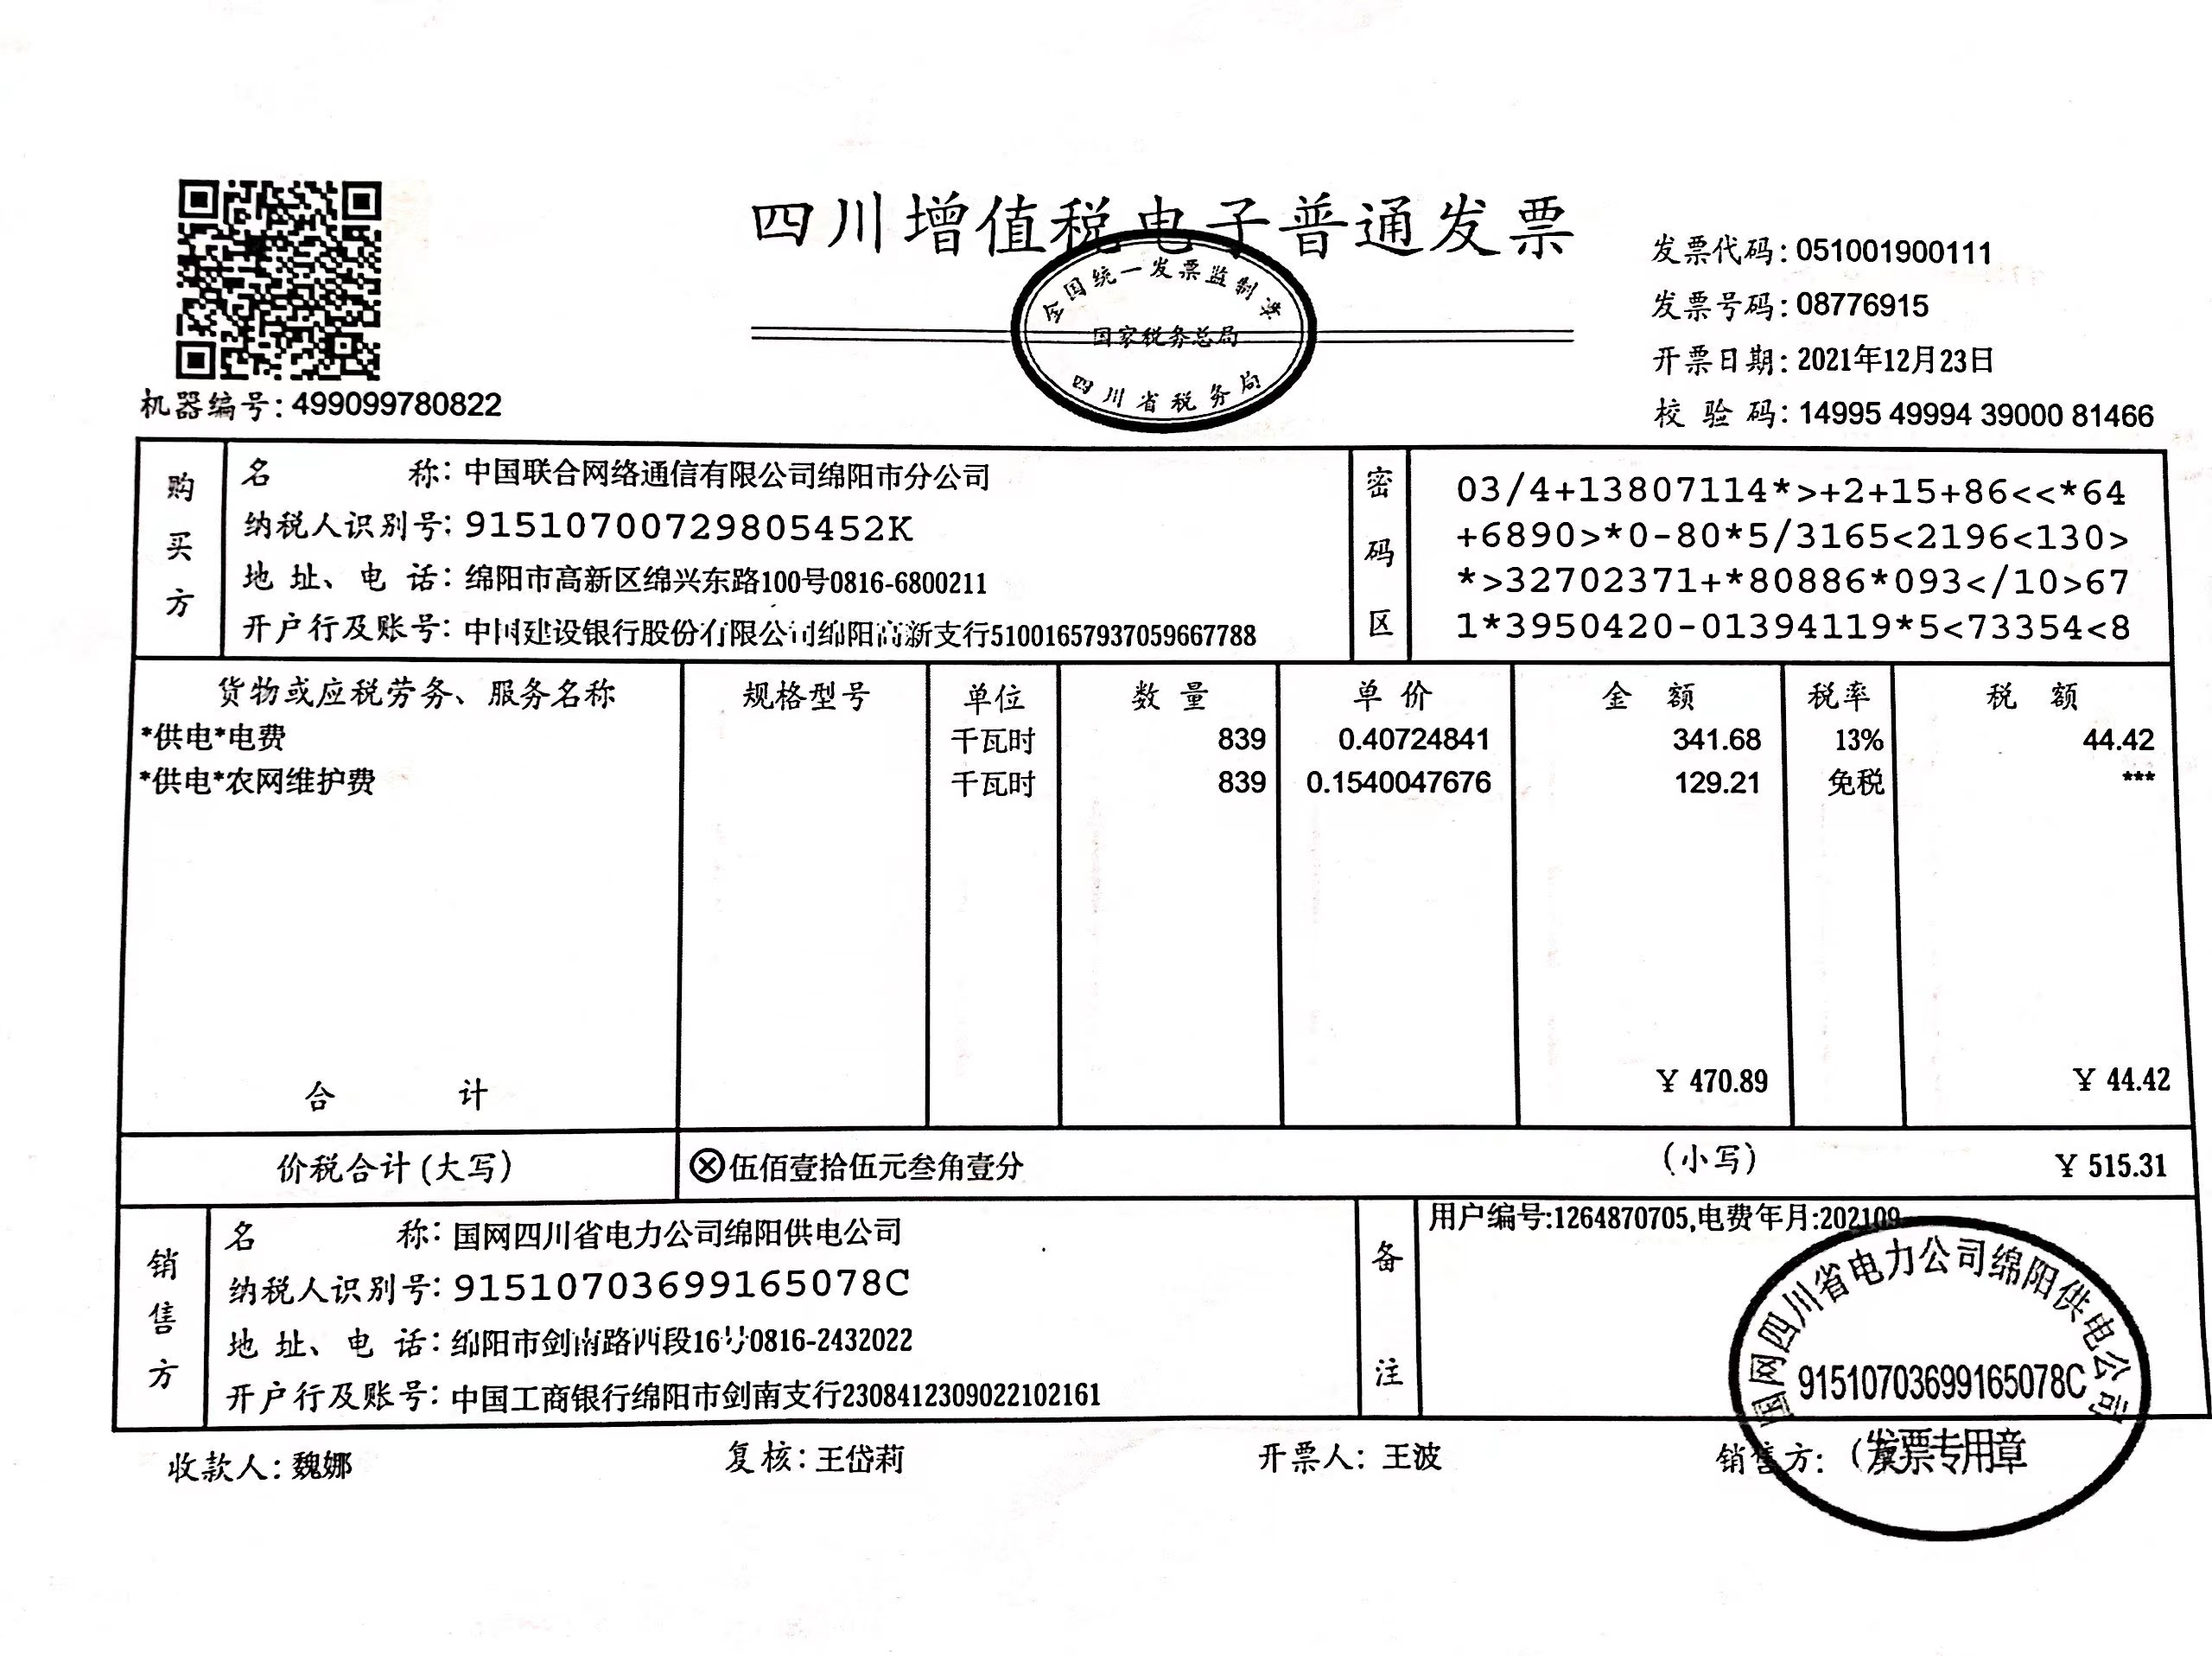 四川增值税电子普通发票
全国统一发票监制章
国家税务总局
四川省税务局
发票代码:051001900111
发票号码:08776915
开票日期:2021年12月23日
校验码:14995 49994 39000 81466
机器编号:499099780822
购买方
名称:中国联合网络通信有限公司绵阳市分公司
纳税人识别号:91510700729805452K
地址、电话:绵阳市高新区绵兴东路100号0816-6800211
开户行及账号:中国建设银行股份有限公司绵阳高新支行51001657937059667788
密码区
03/4+13807114*>+2+15+86<<*64
+6890>*0-80*5/3165<2196<130>
*>32702371+*80886*093</10>67
1*3950420-01394119*5<73354<8
货物或应税劳务、服务名称 规格型号 单位 数量 单价 金额 税率 税额
*供电*电费 千瓦时 839 0.40724841 341.68 13% 44.42
*供电*农网维护费 千瓦时 839 0.1540047676 129.21 免税 ***
合计 ¥470.89 ¥44.42
价税合计(大写) ⊗伍佰壹拾伍元叁角壹分 (小写) ¥515.31
销售方
名称:国网四川省电力公司绵阳供电公司
纳税人识别号:91510703699165078C
地址、电话:绵阳市剑南路四段16号0816-2432022
开户行及账号:中国工商银行绵阳市剑南支行2308412309022102161
备注
用户编号:1264870705,电费年月:202109
国网四川省电力公司绵阳供电公司
91510703699165078C
发票专用章
收款人:魏娜 复核:王岱莉 开票人:王波 销售方:(章)